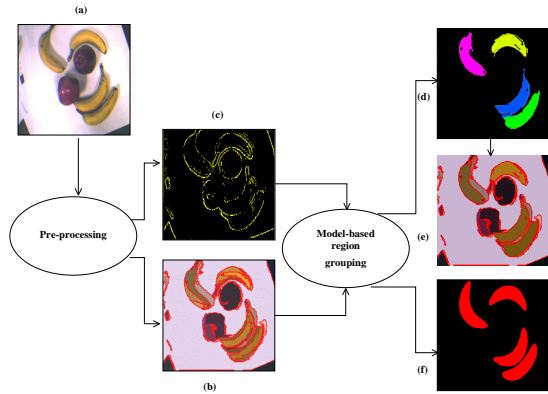 (a)
(c)
(d)
Pre-processing
Model-based
region
grouping
(e)
(b)
(f)